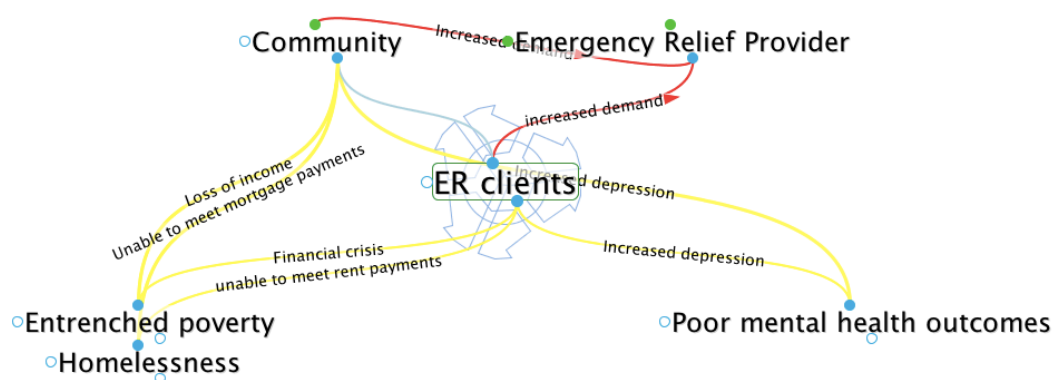 Community
Increased demand
Emergency Relief Provider
increased demand
Loss of income
Unable to meet mortgage payments
ER clients
Increased depression
Financial crisis
unable to meet rent payments
Increased depression
Entrenched poverty
Poor mental health outcomes
Homelessness